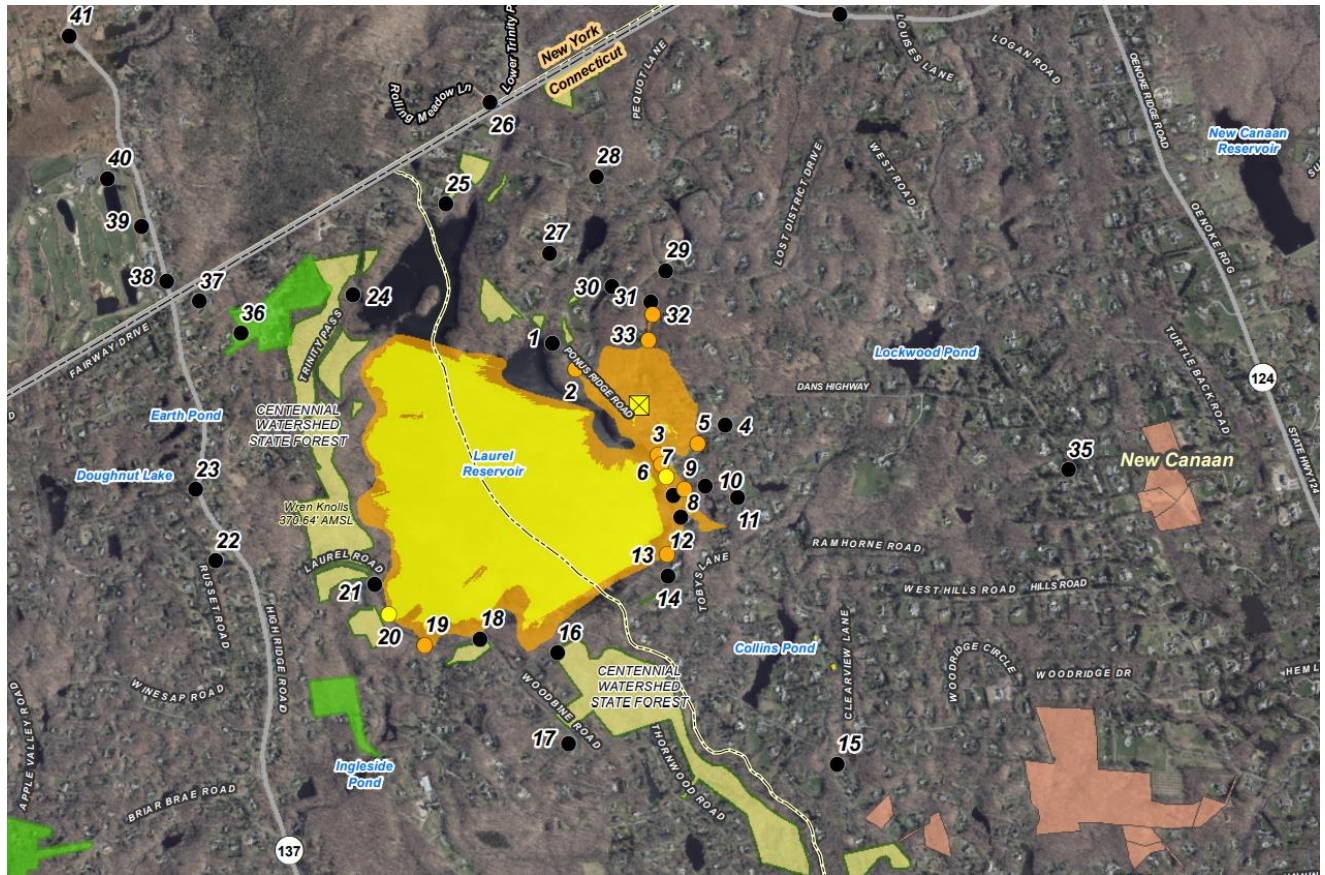 41
New York
Connecticut
Lower Trinity P
Rolling Meadow Ln
26
PEQUOT LANE
LOUISES LANE
LOGAN ROAD
OENOKE RIDGE ROAD
New Canaan
Reservoir
40
28
WEST ROAD
25
39
LOST DISTRICT DRIVE
OENOKE RDG
27
29
38
37
30
31
24
32
36
TRINITY PASS
33
1
FAIRWAY DRIVE
PONUS RIDGE ROAD
Lockwood Pond
TURTLE BACK ROAD
2
124
DANS HIGHWAY
Earth Pond
CENTENNIAL
WATERSHED
STATE FOREST
5
4
3
Laurel
Reservoir
7
35
New Canaan
STATE HWY 124
Doughnut Lake
23
6
9
10
8
11
Wren Knolls
370.64' AMSL
22
LAUREL ROAD
13
12
RAMHORNE ROAD
21
14
TOBYS LANE
WEST HILLS ROAD
HILLS ROAD
RUSSET ROAD
20
19
18
16
HIGH RIDGE ROAD
Collins Pond
CLEARVIEW LANE
WOODRIDGE CIRCLE
WOODRIDGE DR
HEML
CENTENNIAL
WATERSHED
STATE FOREST
WINESAP ROAD
WOODBINE ROAD
17
APPLE VALLEY ROAD
Ingleside
Pond
THORNWOOD ROAD
15
BRIAR BRAE ROAD
137